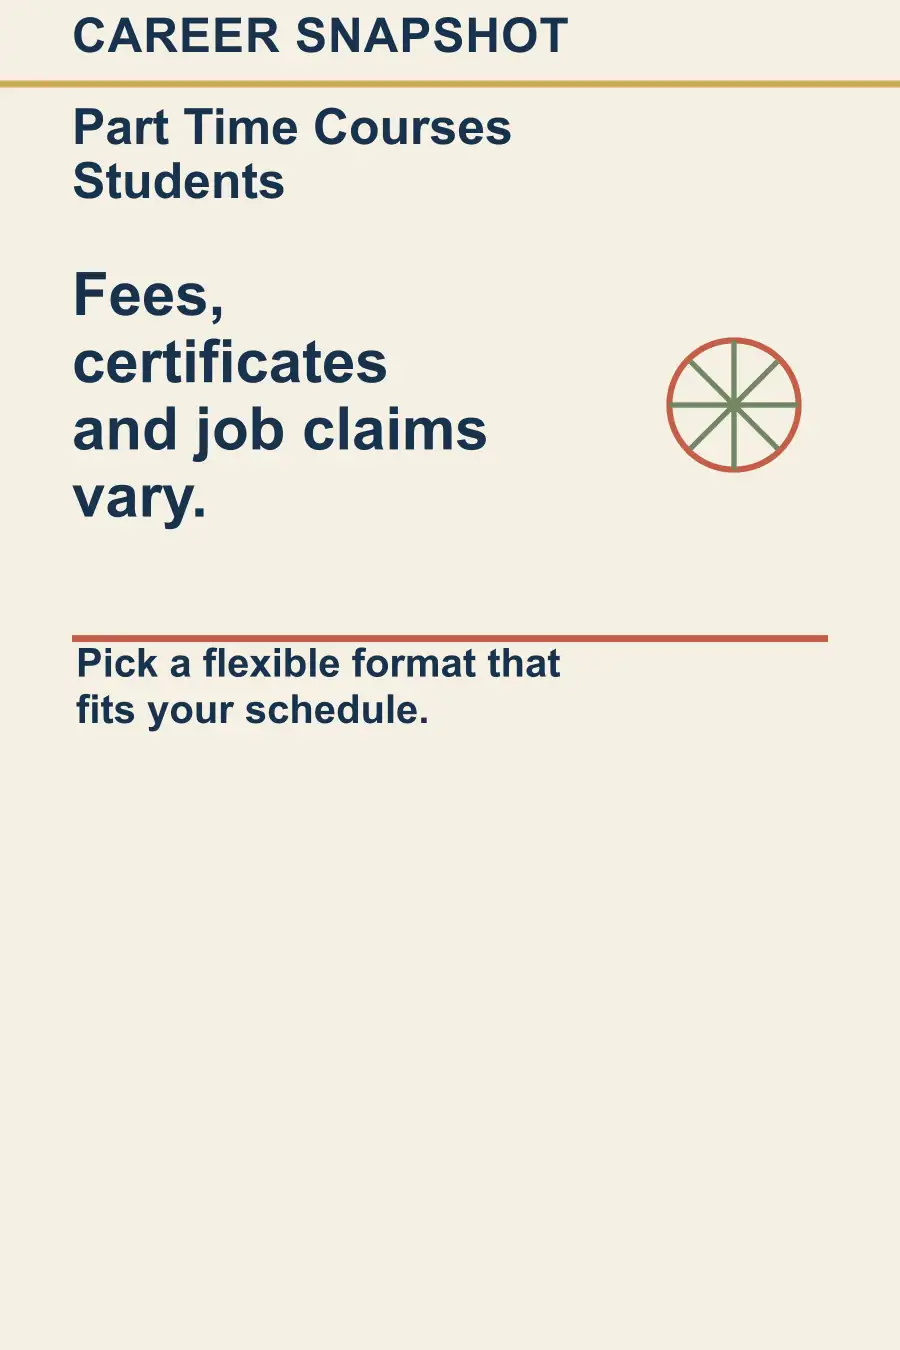 CAREER SNAPSHOT
Part Time Courses
Students
Fees,
certificates
and job claims
vary.
Pick a flexible format that
fits your schedule.